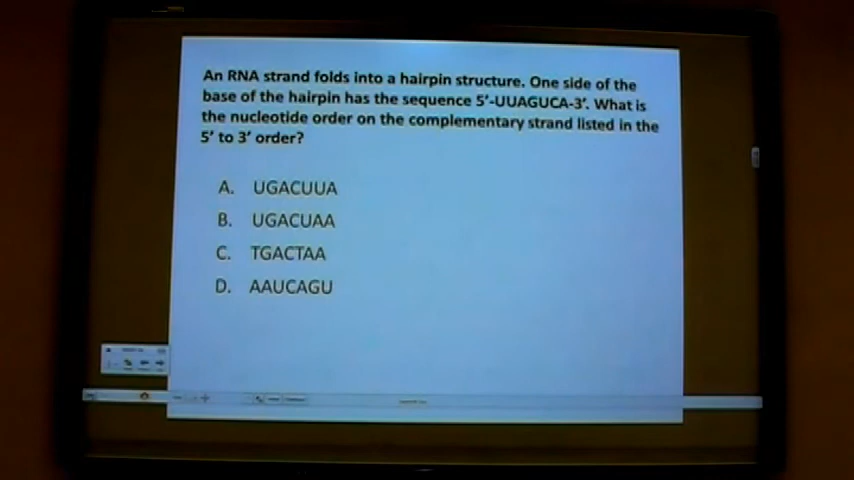 An RNA strand folds into a hairpin structure. One side of the
base of the hairpin has the sequence 5’-UUAGUCA-3’. What is
the nucleotide order on the complementary strand listed in the
5’ to 3’ order?
A. UGACUUA
B. UGACUAA
C. TGACTAA
D. AAUCAGU